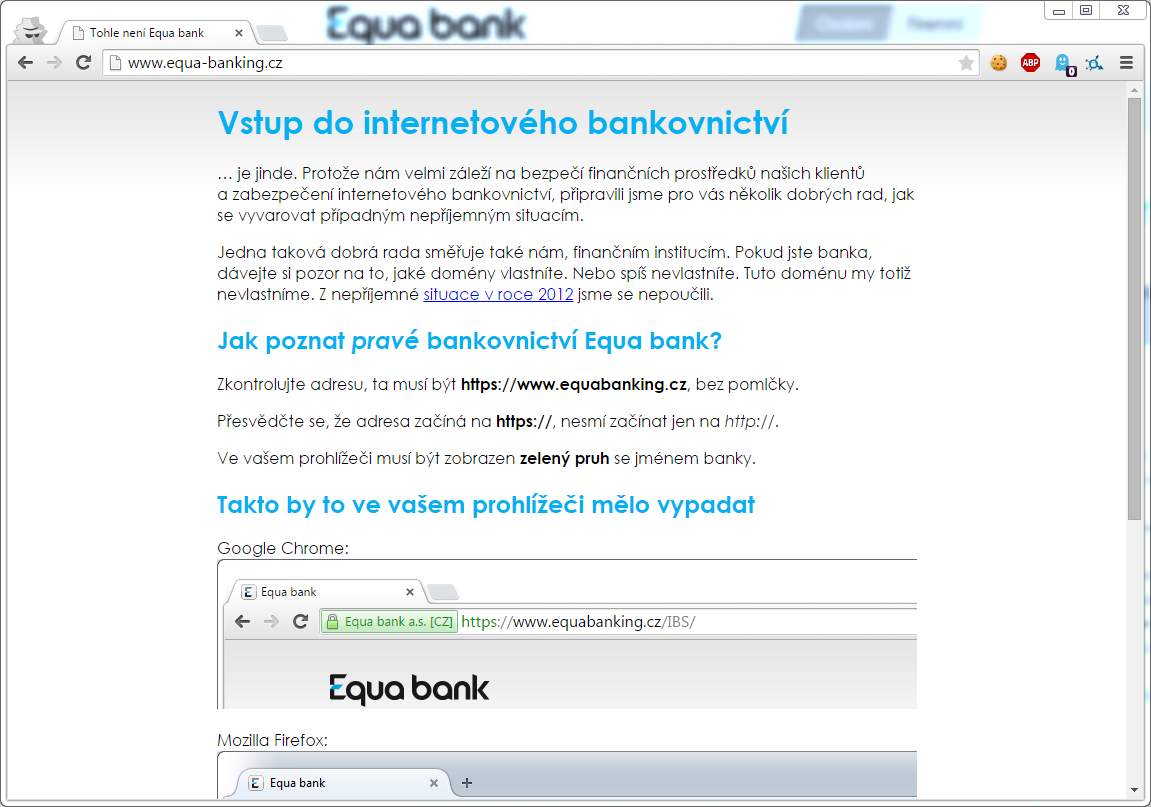 Equa bank
Tohle není Equa bank
www.equa-banking.cz
ABP
0
Vstup do internetového bankovnictví
... je jinde. Protože nám velmi záleží na bezpečí finančních prostředků našich klientů
a zabezpečení internetového bankovnictví, připravili jsme pro vás několik dobrých rad, jak
se vyvarovat případným nepříjemným situacím.
Jedna taková dobrá rada směřuje také nám, finančním institucím. Pokud jste banka,
dávejte si pozor na to, jaké domény vlastníte. Nebo spíš nevlastníte. Tuto doménu my totiž
nevlastníme. Z nepříjemné situace v roce 2012 jsme se nepoučili.
Jak poznat pravé bankovnictví Equa bank?
Zkontrolujte adresu, ta musí být https://www.equabanking.cz, bez pomlčky.
Přesvědčte se, že adresa začíná na https://, nesmí začínat jen na http://.
Ve vašem prohlížeči musí být zobrazen zelený pruh se jménem banky.
Takto by to ve vašem prohlížeči mělo vypadat
Google Chrome:
E Equa bank
Equa bank a.s. [CZ] https://www.equabanking.cz/IBS/
Equa bank
Mozilla Firefox:
E Equa bank